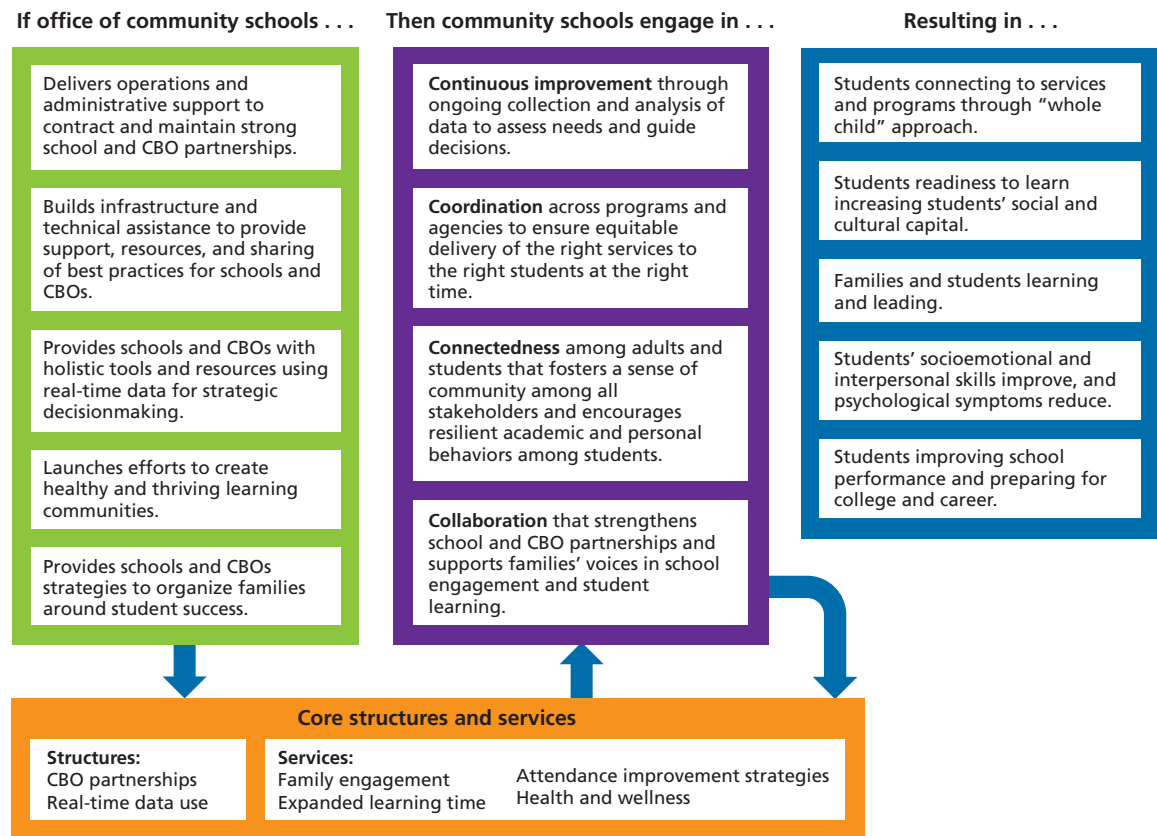 If office of community schools . . .
Delivers operations and
administrative support to
contract and maintain strong
school and CBO partnerships.
Builds infrastructure and
technical assistance to provide
support, resources, and sharing
of best practices for schools and
CBOs.
Provides schools and CBOs with
holistic tools and resources using
real-time data for strategic
decisionmaking.
Launches efforts to create
healthy and thriving learning
communities.
Provides schools and CBOs
strategies to organize families
around student success.
Then community schools engage in . . .
Continuous improvement through
ongoing collection and analysis of
data to assess needs and guide
decisions.
Coordination across programs and
agencies to ensure equitable
delivery of the right services to
the right students at the right
time.
Connectedness among adults and
students that fosters a sense of
community among all
stakeholders and encourages
resilient academic and personal
behaviors among students.
Collaboration that strengthens
school and CBO partnerships and
supports families’ voices in school
engagement and student
learning.
Resulting in . . .
Students connecting to services
and programs through “whole
child” approach.
Students readiness to learn
increasing students’ social and
cultural capital.
Families and students learning
and leading.
Students’ socioemotional and
interpersonal skills improve, and
psychological symptoms reduce.
Students improving school
performance and preparing for
college and career.
Core structures and services
Structures:
CBO partnerships
Real-time data use
Services:
Family engagement
Expanded learning time
Attendance improvement strategies
Health and wellness